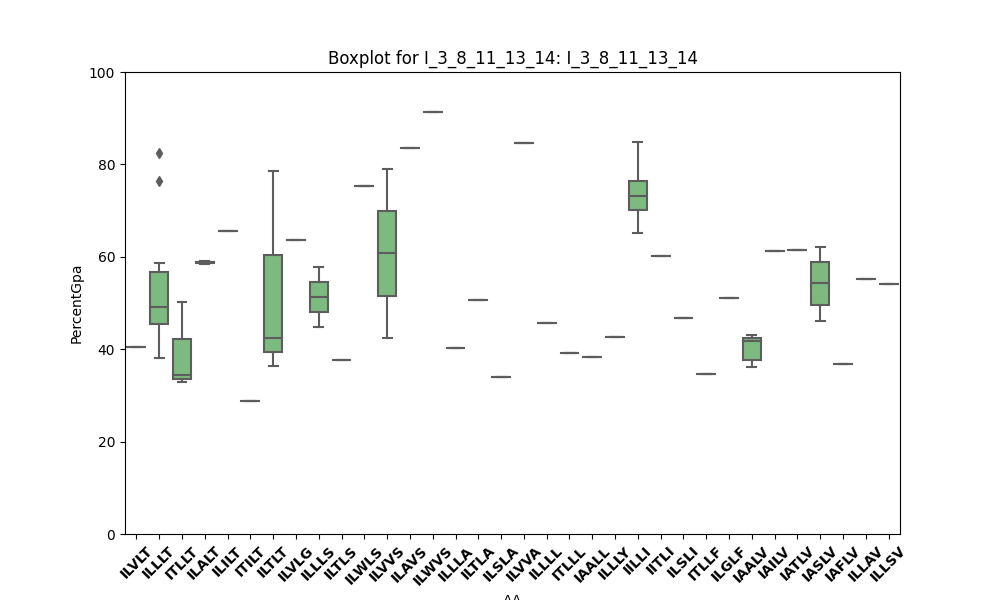 Boxplot for I_3_8_11_13_14: I_3_8_11_13_14
100
80
60
40
20
0
PercentGpa
ILVLT
ILLLT
ITLLT
ILALT
ILILT
ITILT
ILTLT
ILVLG
ILLLS
ILTLS
ILWLS
ILVVS
ILAVS
ILWVS
ILLLA
ILTLA
ILSLA
ILVVA
ILLLL
ITLLL
IAALL
ILLLY
IILLI
IITLI
ILSLI
ITLLF
ILGLF
IAALV
IAILV
IATLV
IASLV
IAFLV
ILLAV
ILLSV
AA